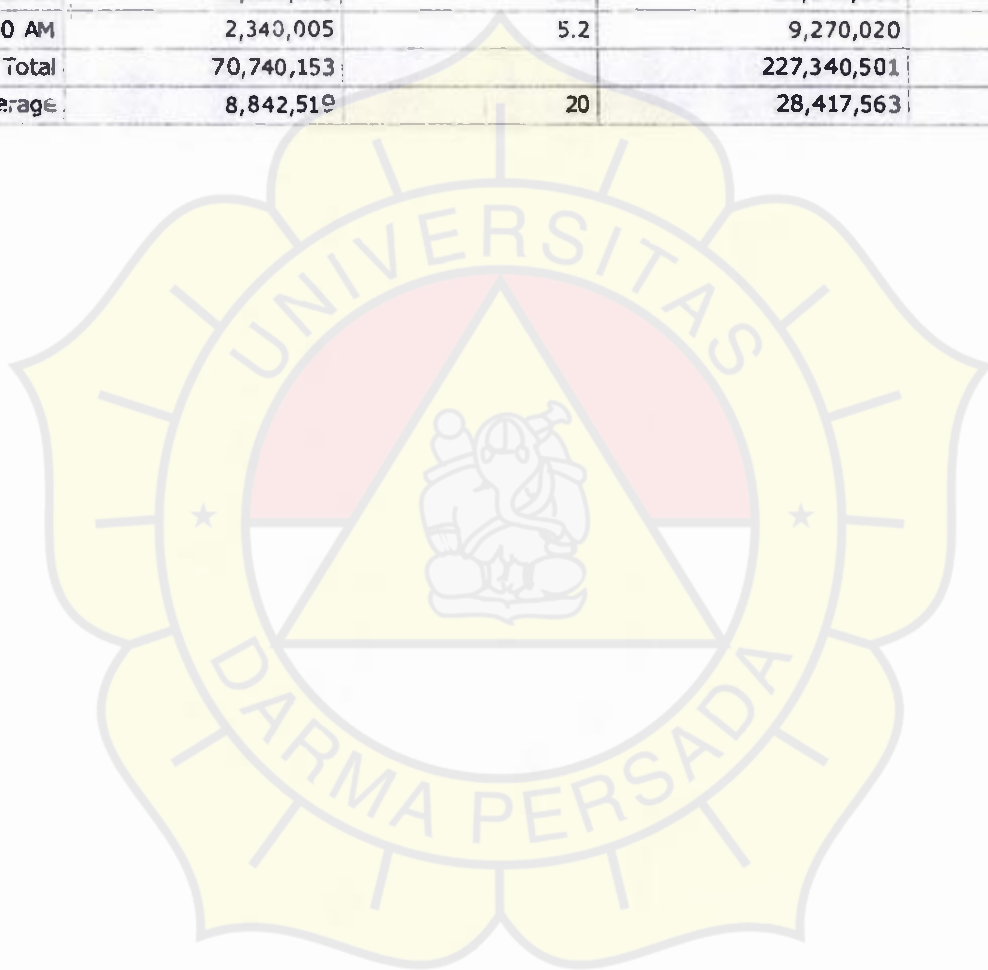 0 AM 2,340,005 5.2 9,270,020
Total 70,740,153 227,340,501
erage 8,842,519 20 28,417,563
UNIVERSITAS
DARMA PERSADA